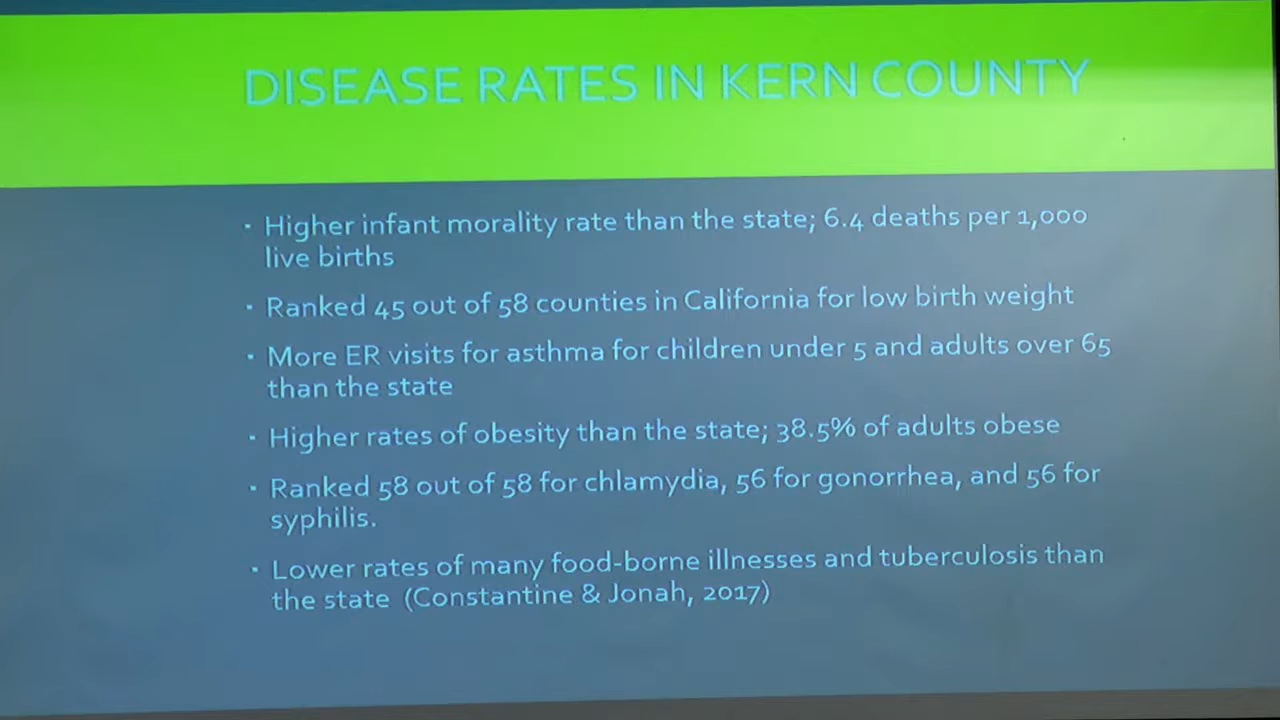 DISEASE RATES IN KERN COUNTY
▪ Higher infant morality rate than the state; 6.4 deaths per 1,000
live births
▪ Ranked 45 out of 58 counties in California for low birth weight
▪ More ER visits for asthma for children under 5 and adults over 65
than the state
▪ Higher rates of obesity than the state; 38.5% of adults obese
▪ Ranked 58 out of 58 for chlamydia, 56 for gonorrhea, and 56 for
syphilis.
▪ Lower rates of many food-borne illnesses and tuberculosis than
the state (Constantine & Jonah, 2017)